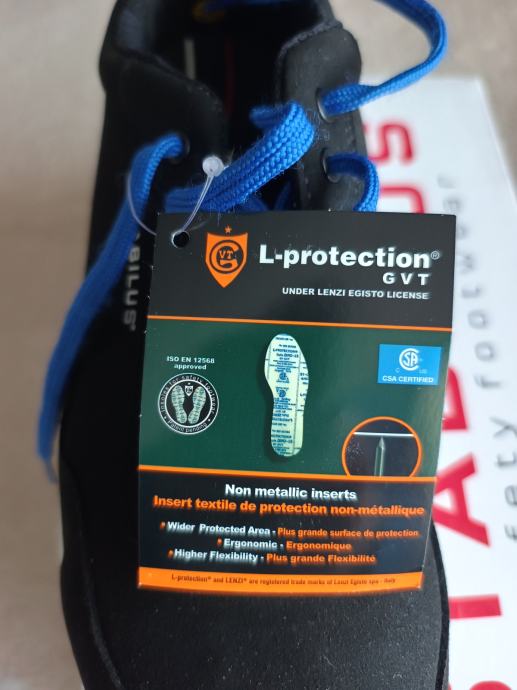 L-protection®
GVT
UNDER LENZI EGISTO LICENSE
ISO EN 12568
approved
CSA CERTIFIED
Non metallic inserts
Insert textile de protection non-métallique
Wider Protected Area - Plus grande surface de protection
Ergonomic - Ergonomique
Higher Flexibility - Plus grande Flexibilité
L-protection® and LENZI® are registered trade marks of Lenzi Egisto spa - Italy
BILUS®
fety footwear